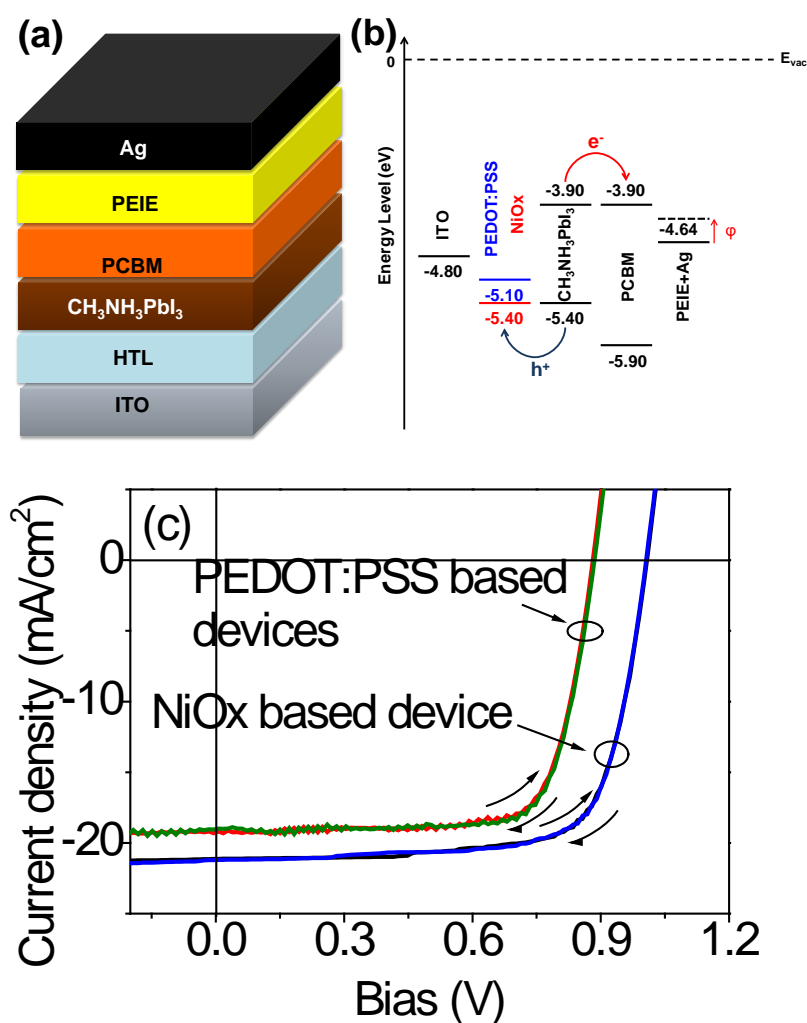 (a)
Ag
PEIE
PCBM
CH₃NH₃PbI₃
HTL
ITO
(b)
0
E_vac
Energy Level (eV)
ITO
-4.80
PEDOT:PSS
NiOx
-5.10
-5.40
e⁻
-3.90
CH₃NH₃PbI₃
-5.40
h⁺
-3.90
PCBM
-5.90
-4.64
φ
PEIE+Ag
(c)
PEDOT:PSS based
devices
NiOx based device
Current density (mA/cm²)
0
-10
-20
0.0
0.3
0.6
0.9
1.2
Bias (V)